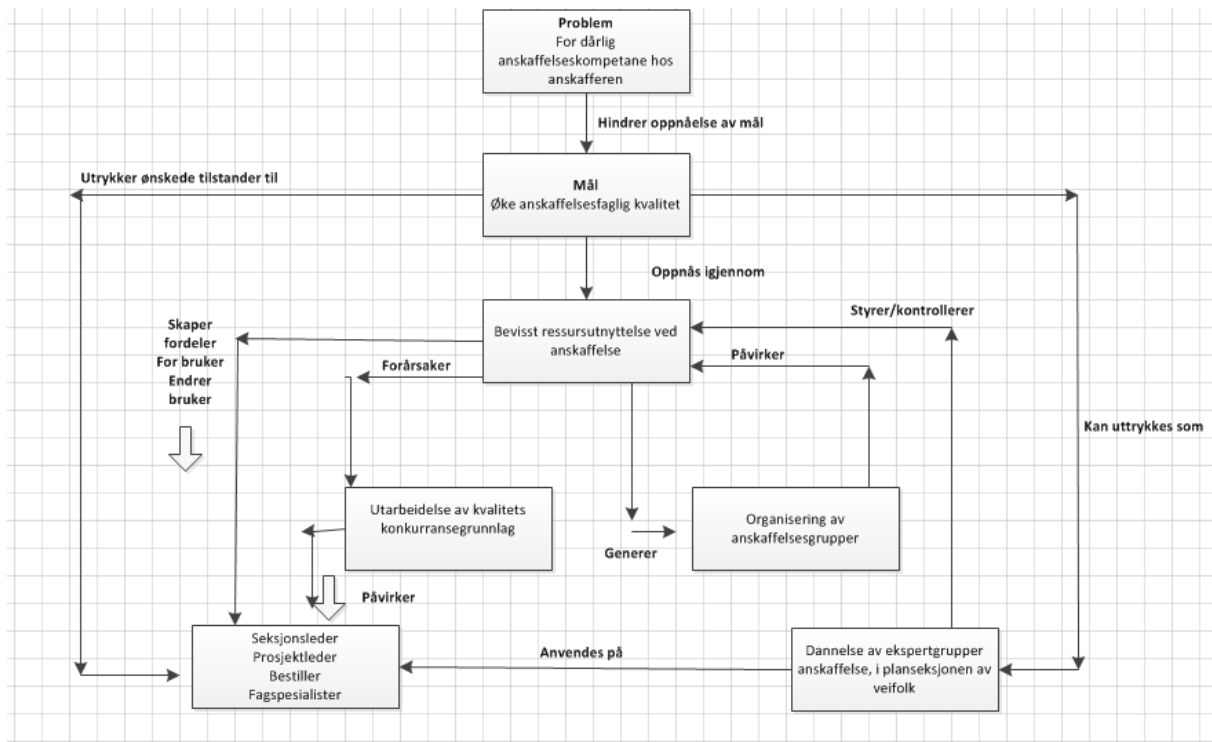 Problem
For dårlig
anskaffelseskompetane hos
anskafferen
Hindrer oppnåelse av mål
Utrykker ønskede tilstander til
Mål
Øke anskaffelsesfaglig kvalitet
Oppnås igjennom
Styrer/kontrollerer
Skaper
fordeler
For bruker
Endrer
bruker
Bevisst ressursutnyttelse ved
anskaffelse
Påvirker
Forårsaker
Kan uttrykkes som
Utarbeidelse av kvalitets
konkurransegrunnlag
Organisering av
anskaffelsesgrupper
Generer
Påvirker
Seksjonsleder
Prosjektleder
Bestiller
Fagspesialister
Anvendes på
Dannelse av ekspertgrupper
anskaffelse, i planseksjonen av
veifolk